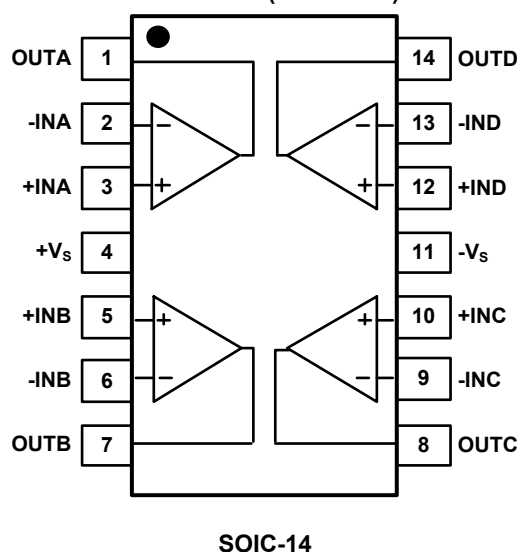 OUTA 1 14 OUTD
-INA 2 − − 13 -IND
+INA 3 + + 12 +IND
+VS 4 11 -VS
+INB 5 + + 10 +INC
-INB 6 − − 9 -INC
OUTB 7 8 OUTC
SOIC-14